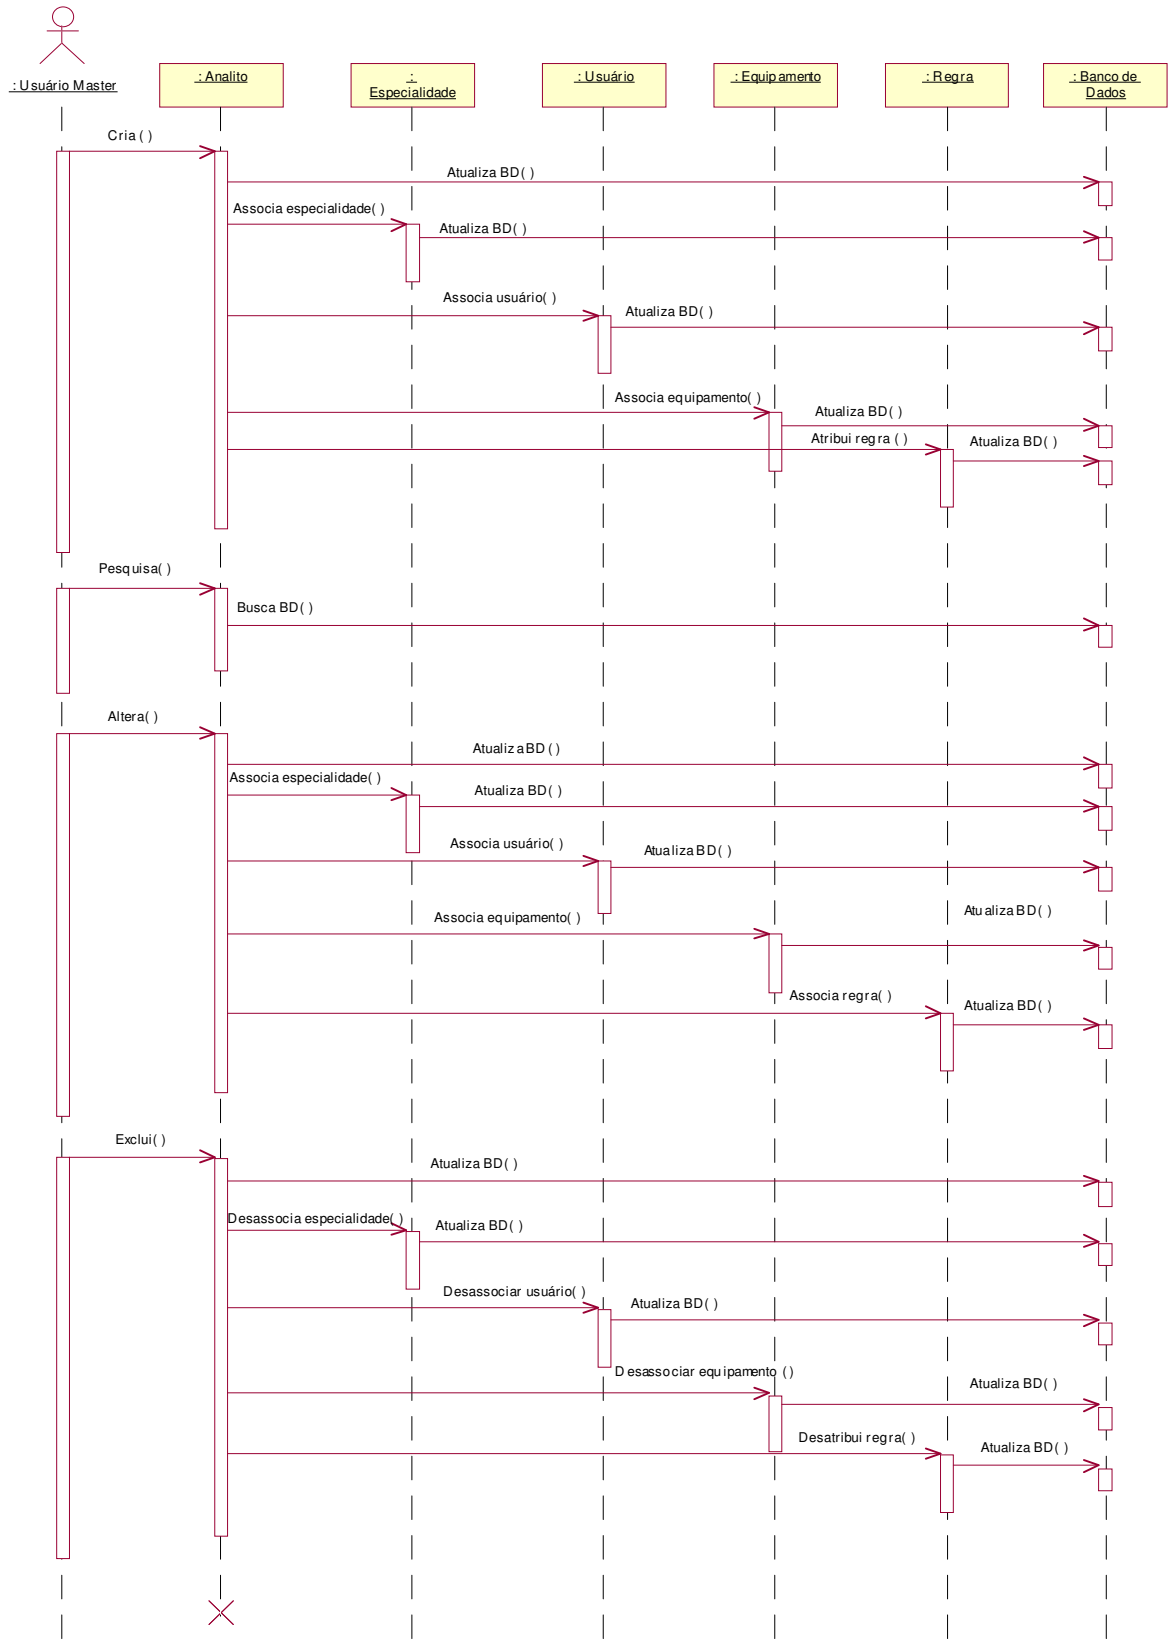 : Usuário Master
: Analito
:
Especialidade
: Usuário
: Equipamento
: Regra
: Banco de
Dados
Cria ( )
Atualiza BD( )
Associa especialidade( )
Atualiza BD( )
Associa usuário( )
Atualiza BD( )
Associa equipamento( )
Atualiza BD( )
Atribui regra ( )
Atualiza BD( )
Pesquisa( )
Busca BD( )
Altera( )
Atualiza BD ( )
Associa especialidade( )
Atualiza BD( )
Associa usuário( )
Atualiza BD( )
Associa equipamento( )
Atualiza BD( )
Associa regra( )
Atualiza BD( )
Exclui( )
Atualiza BD( )
Desassocia especialidade( )
Atualiza BD( )
Desassociar usuário( )
Atualiza BD( )
Desassociar equipamento ( )
Atualiza BD( )
Desatribui regra( )
Atualiza BD( )